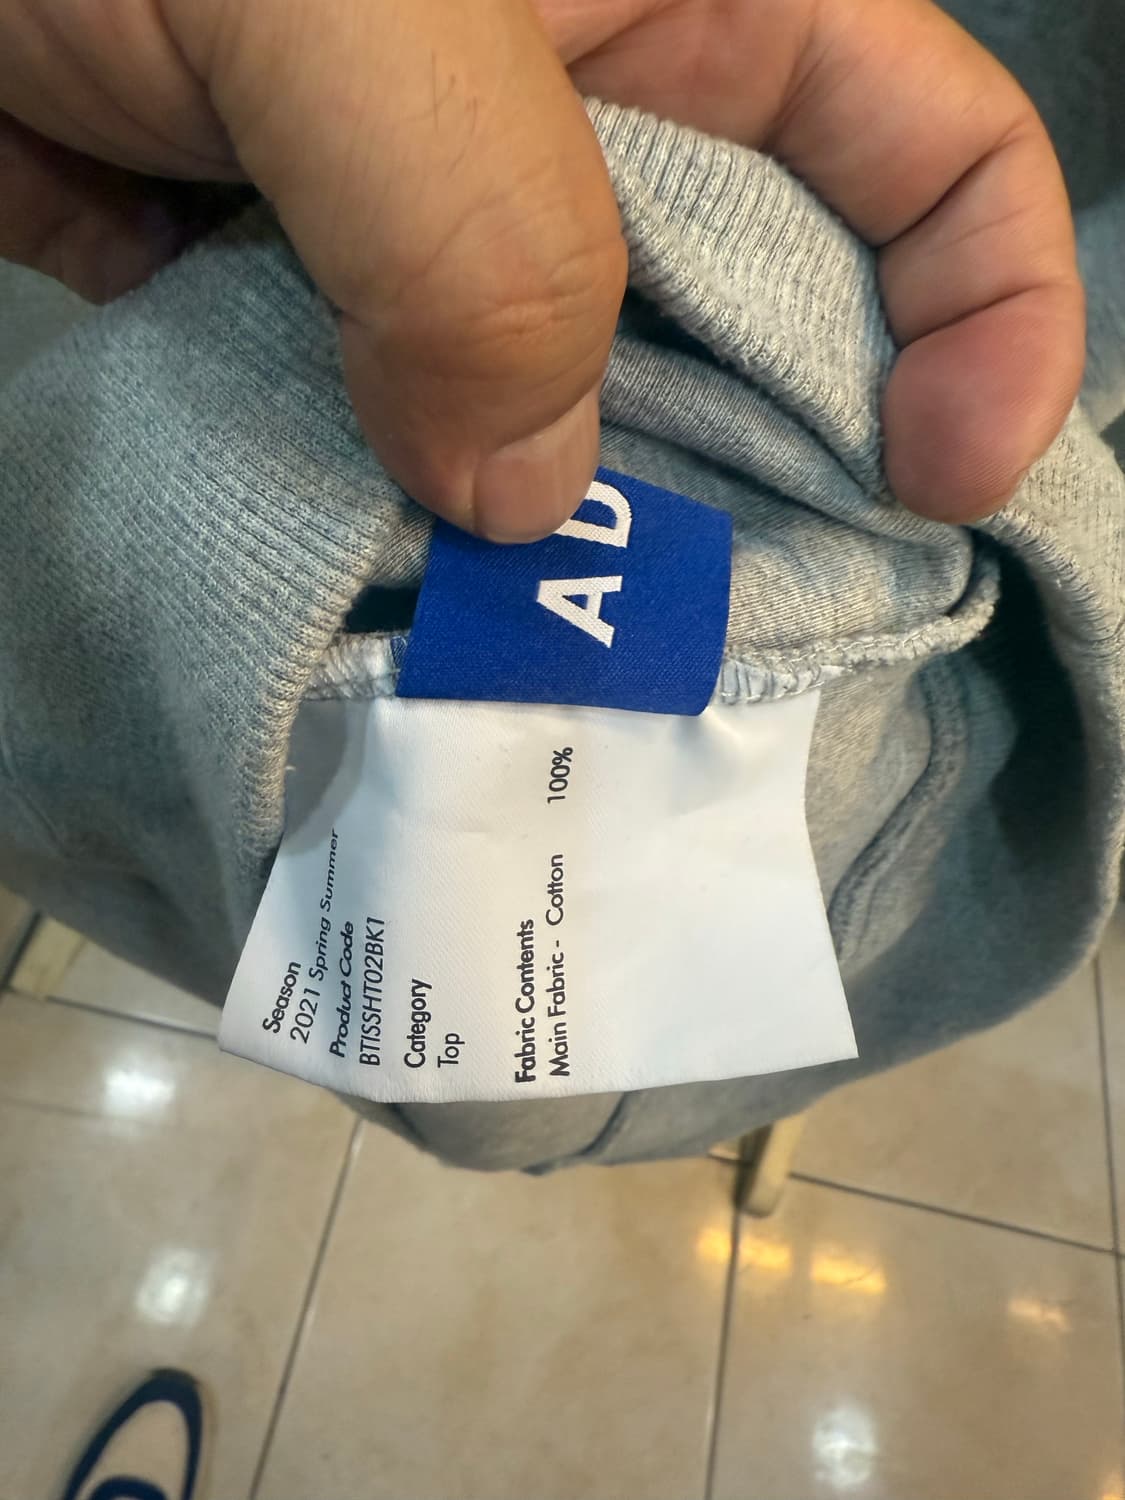 AD
Season
2021 Spring Summer
Product Code
BTISSHT02BK1
Category
Top
Fabric Contents
Main Fabric - Cotton 100%